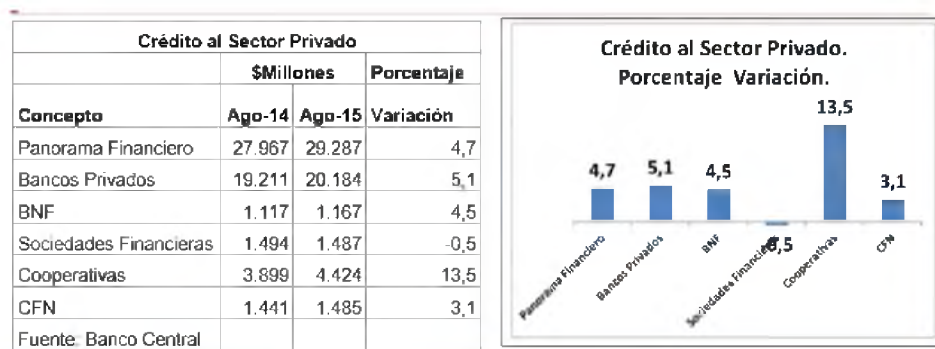 Crédito al Sector Privado
$Millones Porcentaje
Concepto Ago-14 Ago-15 Variación
Panorama Financiero 27.967 29.287 4,7
Bancos Privados 19.211 20.184 5,1
BNF 1.117 1.167 4,5
Sociedades Financieras 1.494 1.487 -0,5
Cooperativas 3.899 4.424 13,5
CFN 1.441 1.485 3,1
Fuente: Banco Central
Crédito al Sector Privado.
Porcentaje Variación.
4,7 5,1 4,5 -0,5 13,5 3,1
Panorama Financiero
Bancos Privados
BNF
Sociedades Financieras
Cooperativas
CFN